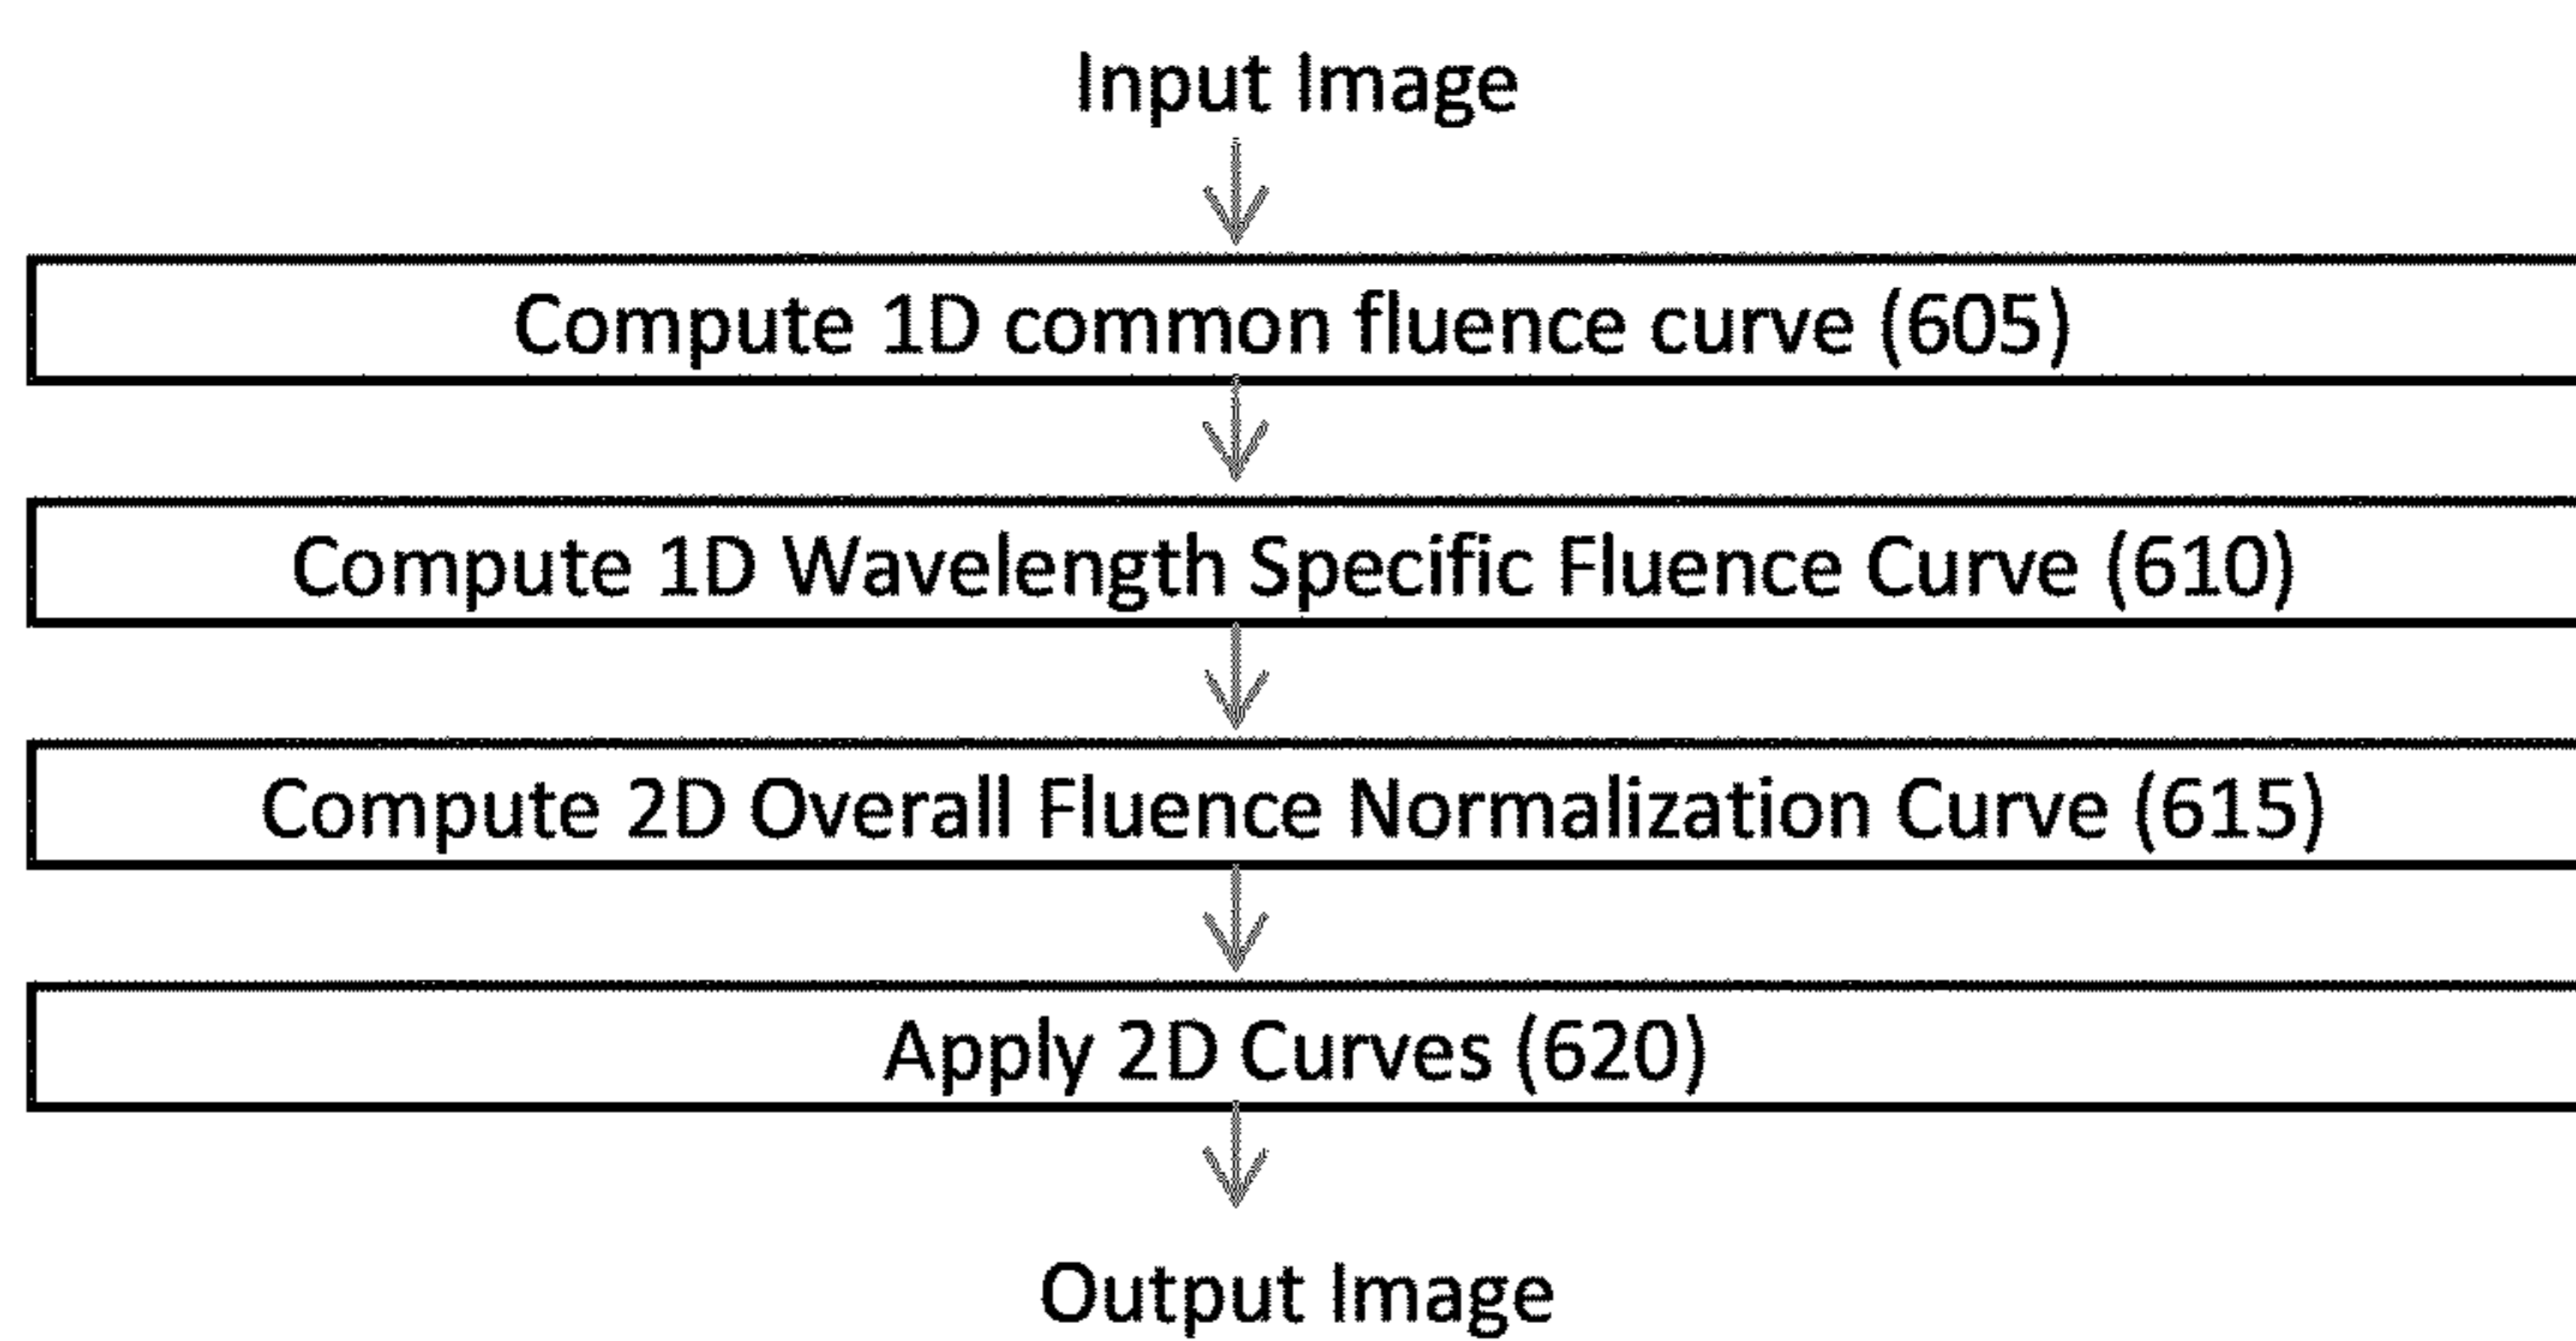 Input Image
Compute 1D common fluence curve (605)
Compute 1D Wavelength Specific Fluence Curve (610)
Compute 2D Overall Fluence Normalization Curve (615)
Apply 2D Curves (620)
Output Image